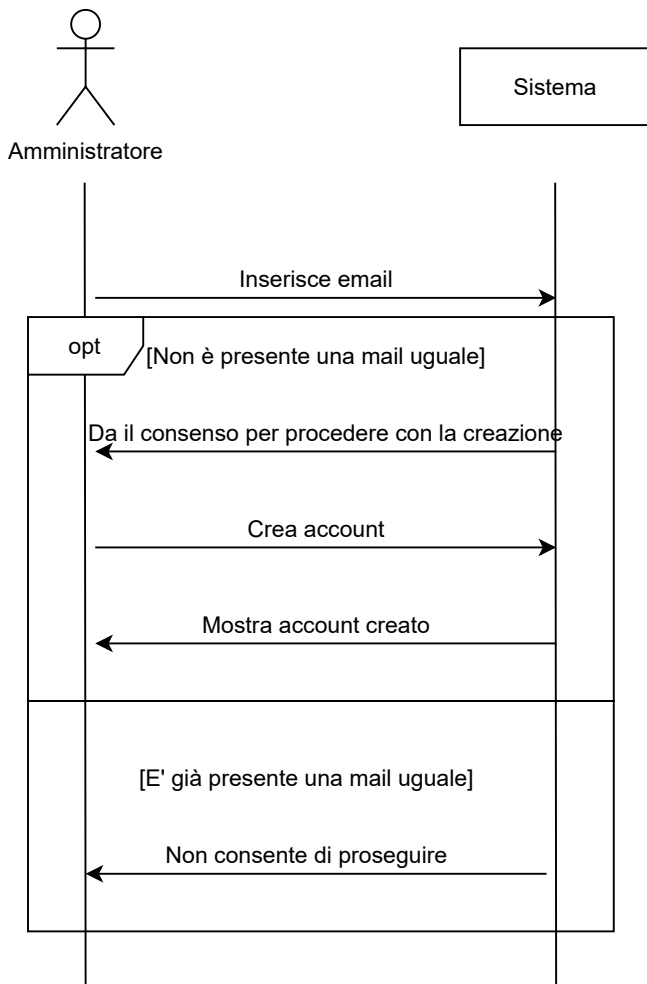 Amministratore
Sistema
Inserisce email
opt
[Non è presente una mail uguale]
Da il consenso per procedere con la creazione
Crea account
Mostra account creato
[E' già presente una mail uguale]
Non consente di proseguire